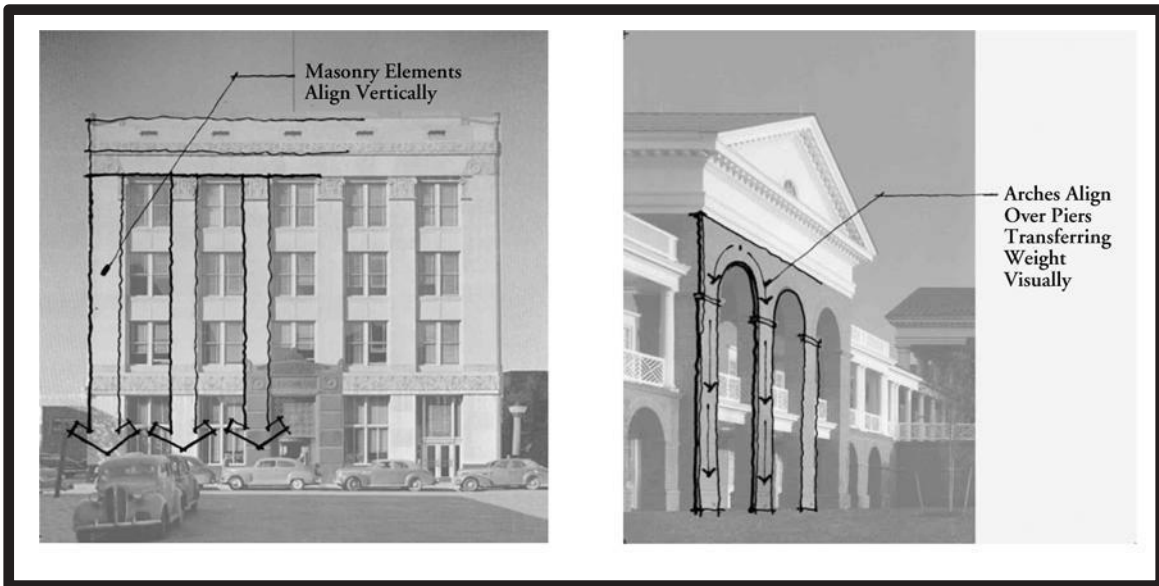 Masonry Elements
Align Vertically
Arches Align
Over Piers
Transferring
Weight
Visually